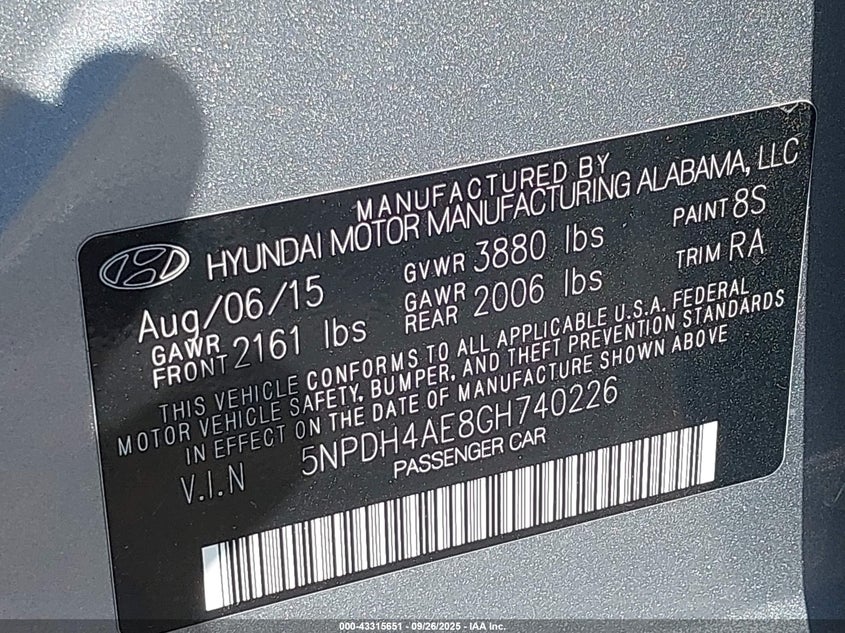 MANUFACTURED BY
HYUNDAI MOTOR MANUFACTURING ALABAMA, LLC
Aug/06/15 GVWR 3880 lbs PAINT 8S
GAWR FRONT 2161 lbs GAWR REAR 2006 lbs TRIM RA
THIS VEHICLE CONFORMS TO ALL APPLICABLE U.S.A. FEDERAL
MOTOR VEHICLE SAFETY, BUMPER, AND THEFT PREVENTION STANDARDS
IN EFFECT ON THE DATE OF MANUFACTURE SHOWN ABOVE
V.I.N 5NPDH4AE8GH740226
PASSENGER CAR
000-43315651 - 09/26/2025 - IAA Inc.